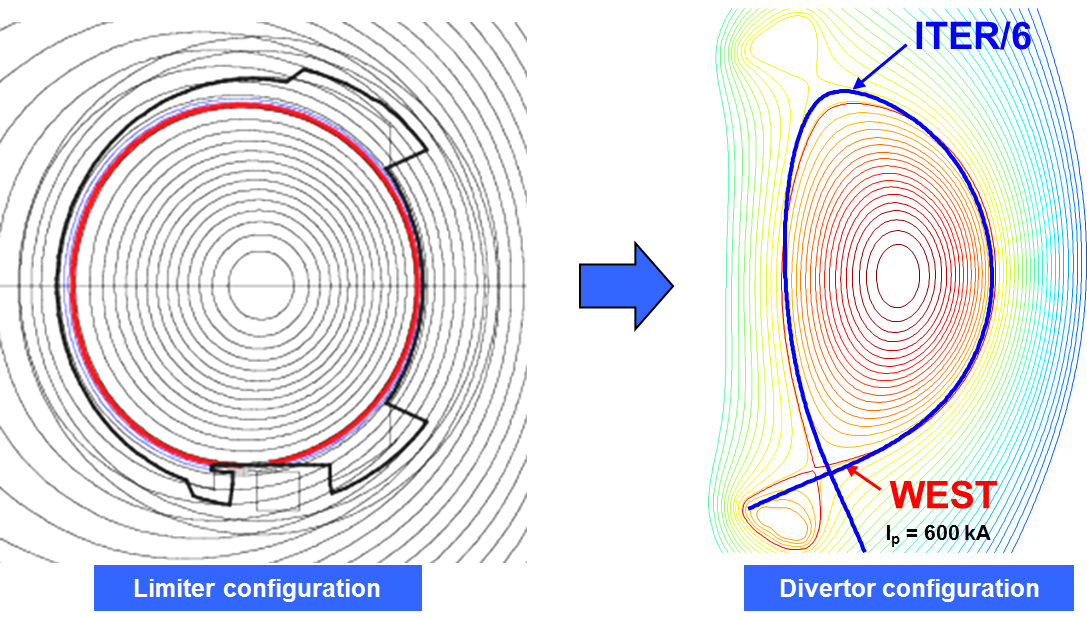 ITER/6
WEST
Iₚ = 600 kA
Limiter configuration
Divertor configuration